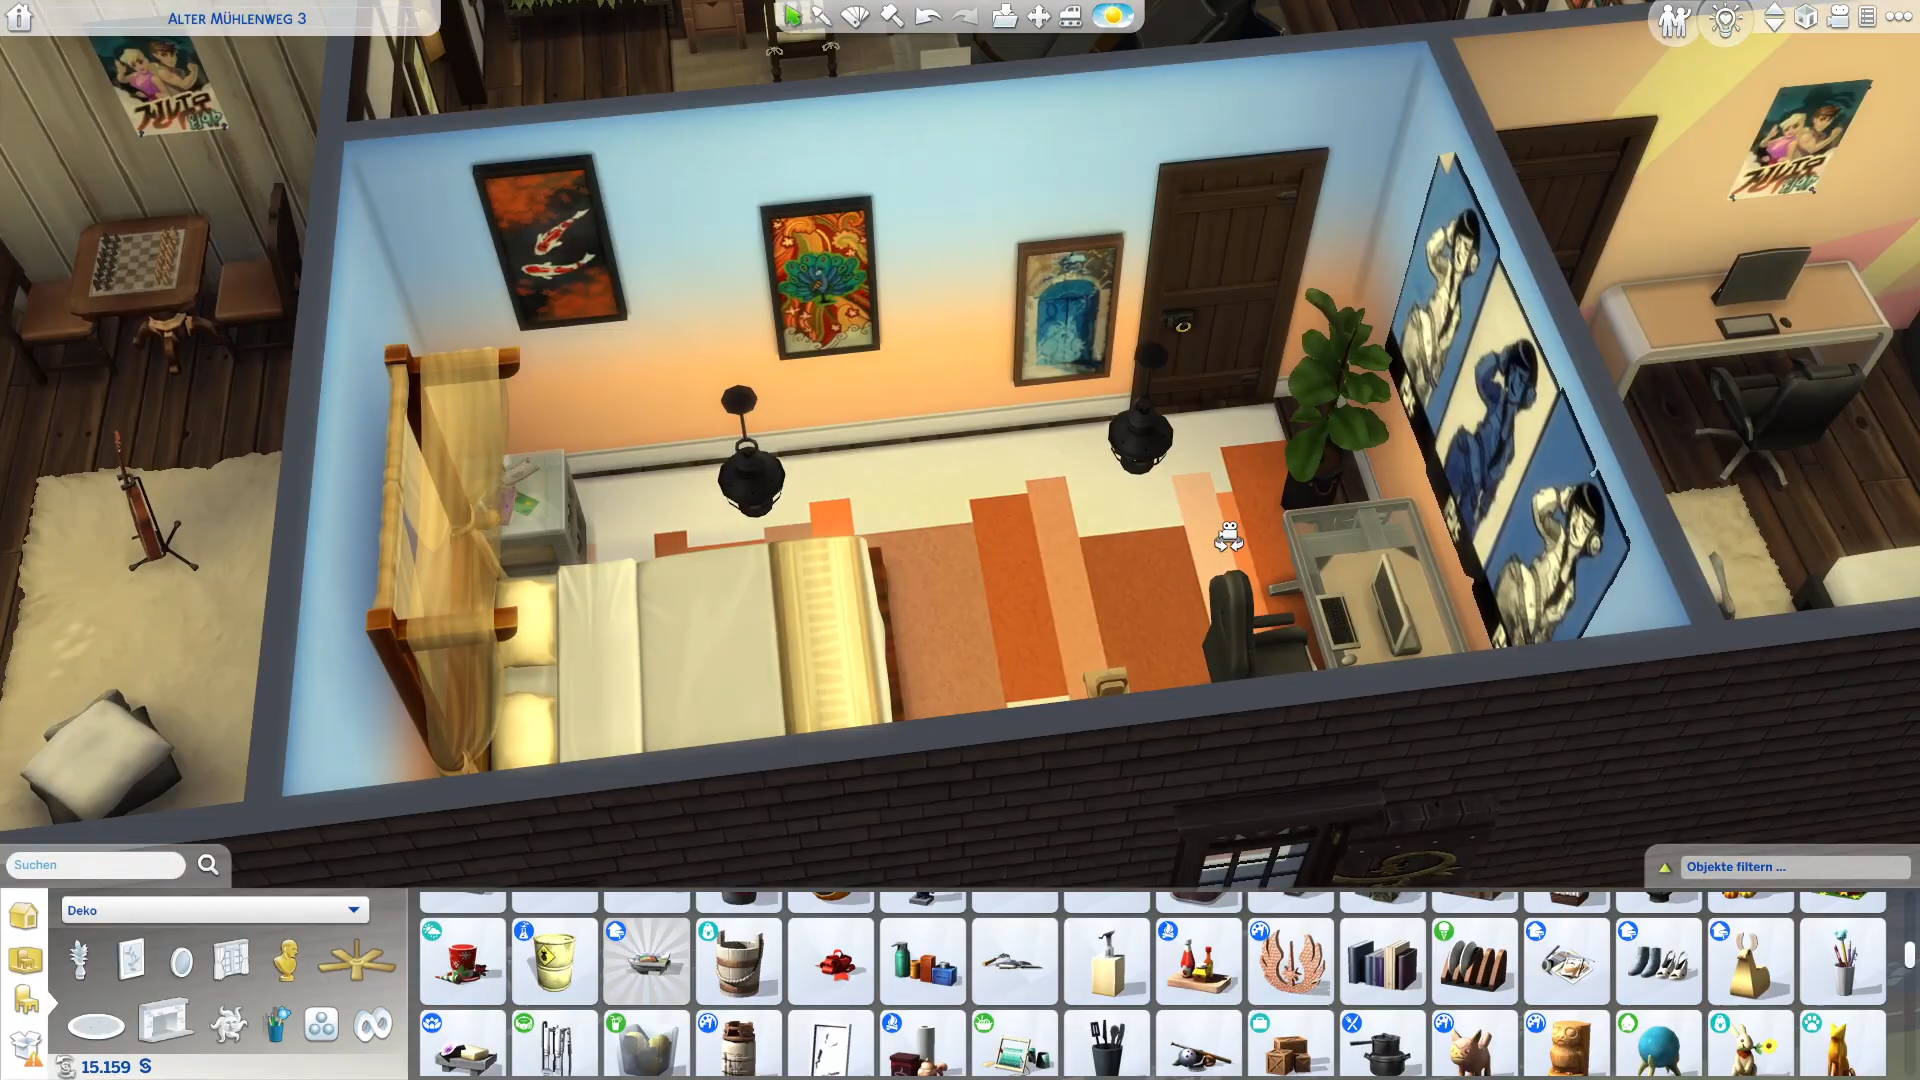 Alter Mühlenweg 3
Suchen
Objekte filtern ...
Deko
15.159 S